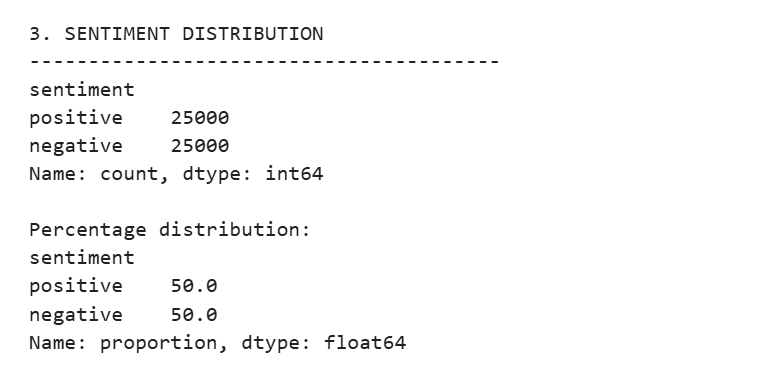 3. SENTIMENT DISTRIBUTION
----------------------------------------
sentiment
positive    25000
negative    25000
Name: count, dtype: int64

Percentage distribution:
sentiment
positive    50.0
negative    50.0
Name: proportion, dtype: float64